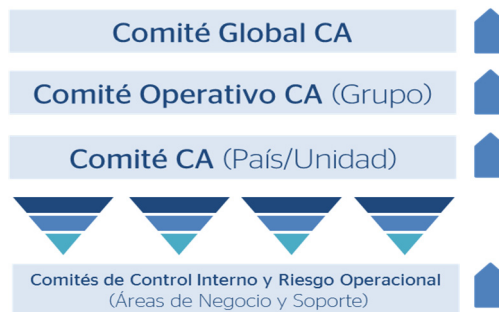 Comité Global CA
Comité Operativo CA (Grupo)
Comité CA (País/Unidad)
Comités de Control Interno y Riesgo Operacional
(Áreas de Negocio y Soporte)